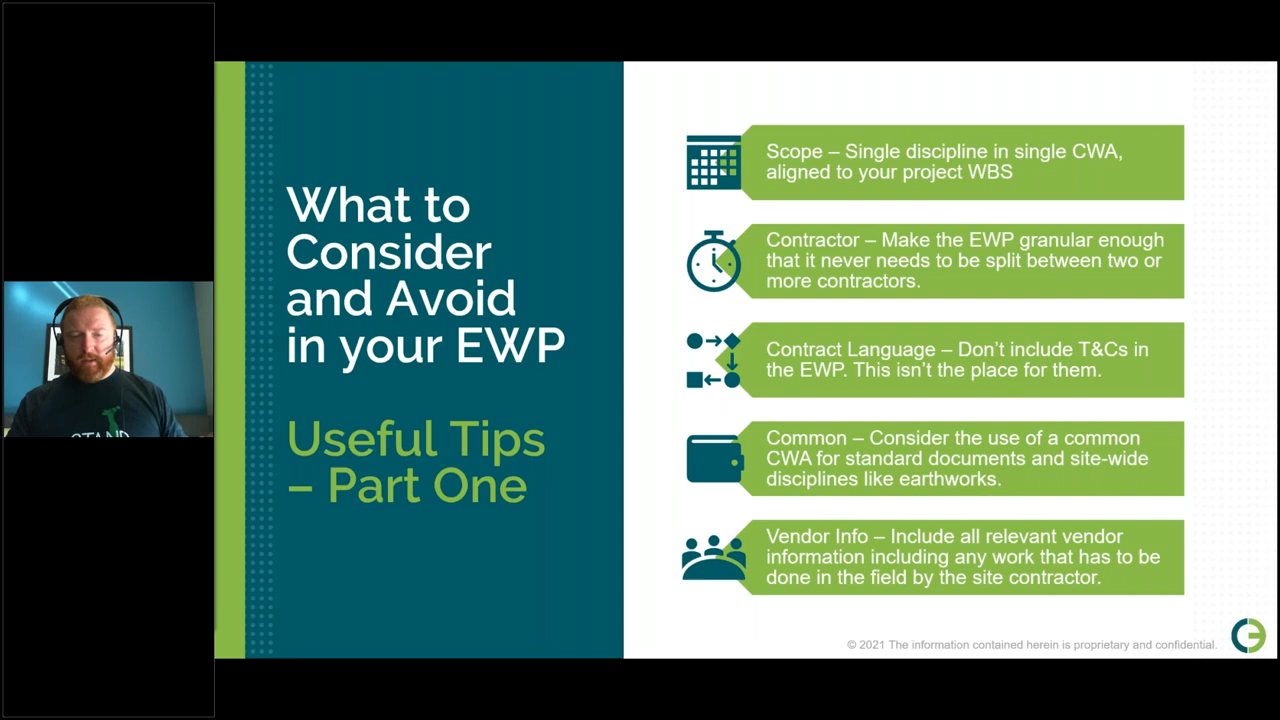 What to
Consider
and Avoid
in your EWP
Useful Tips
– Part One
Scope – Single discipline in single CWA,
aligned to your project WBS
Contractor – Make the EWP granular enough
that it never needs to be split between two or
more contractors.
Contract Language – Don’t include T&Cs in
the EWP. This isn’t the place for them.
Common – Consider the use of a common
CWA for standard documents and site-wide
disciplines like earthworks.
Vendor Info – Include all relevant vendor
information including any work that has to be
done in the field by the site contractor.
© 2021 The information contained herein is proprietary and confidential.
STAND